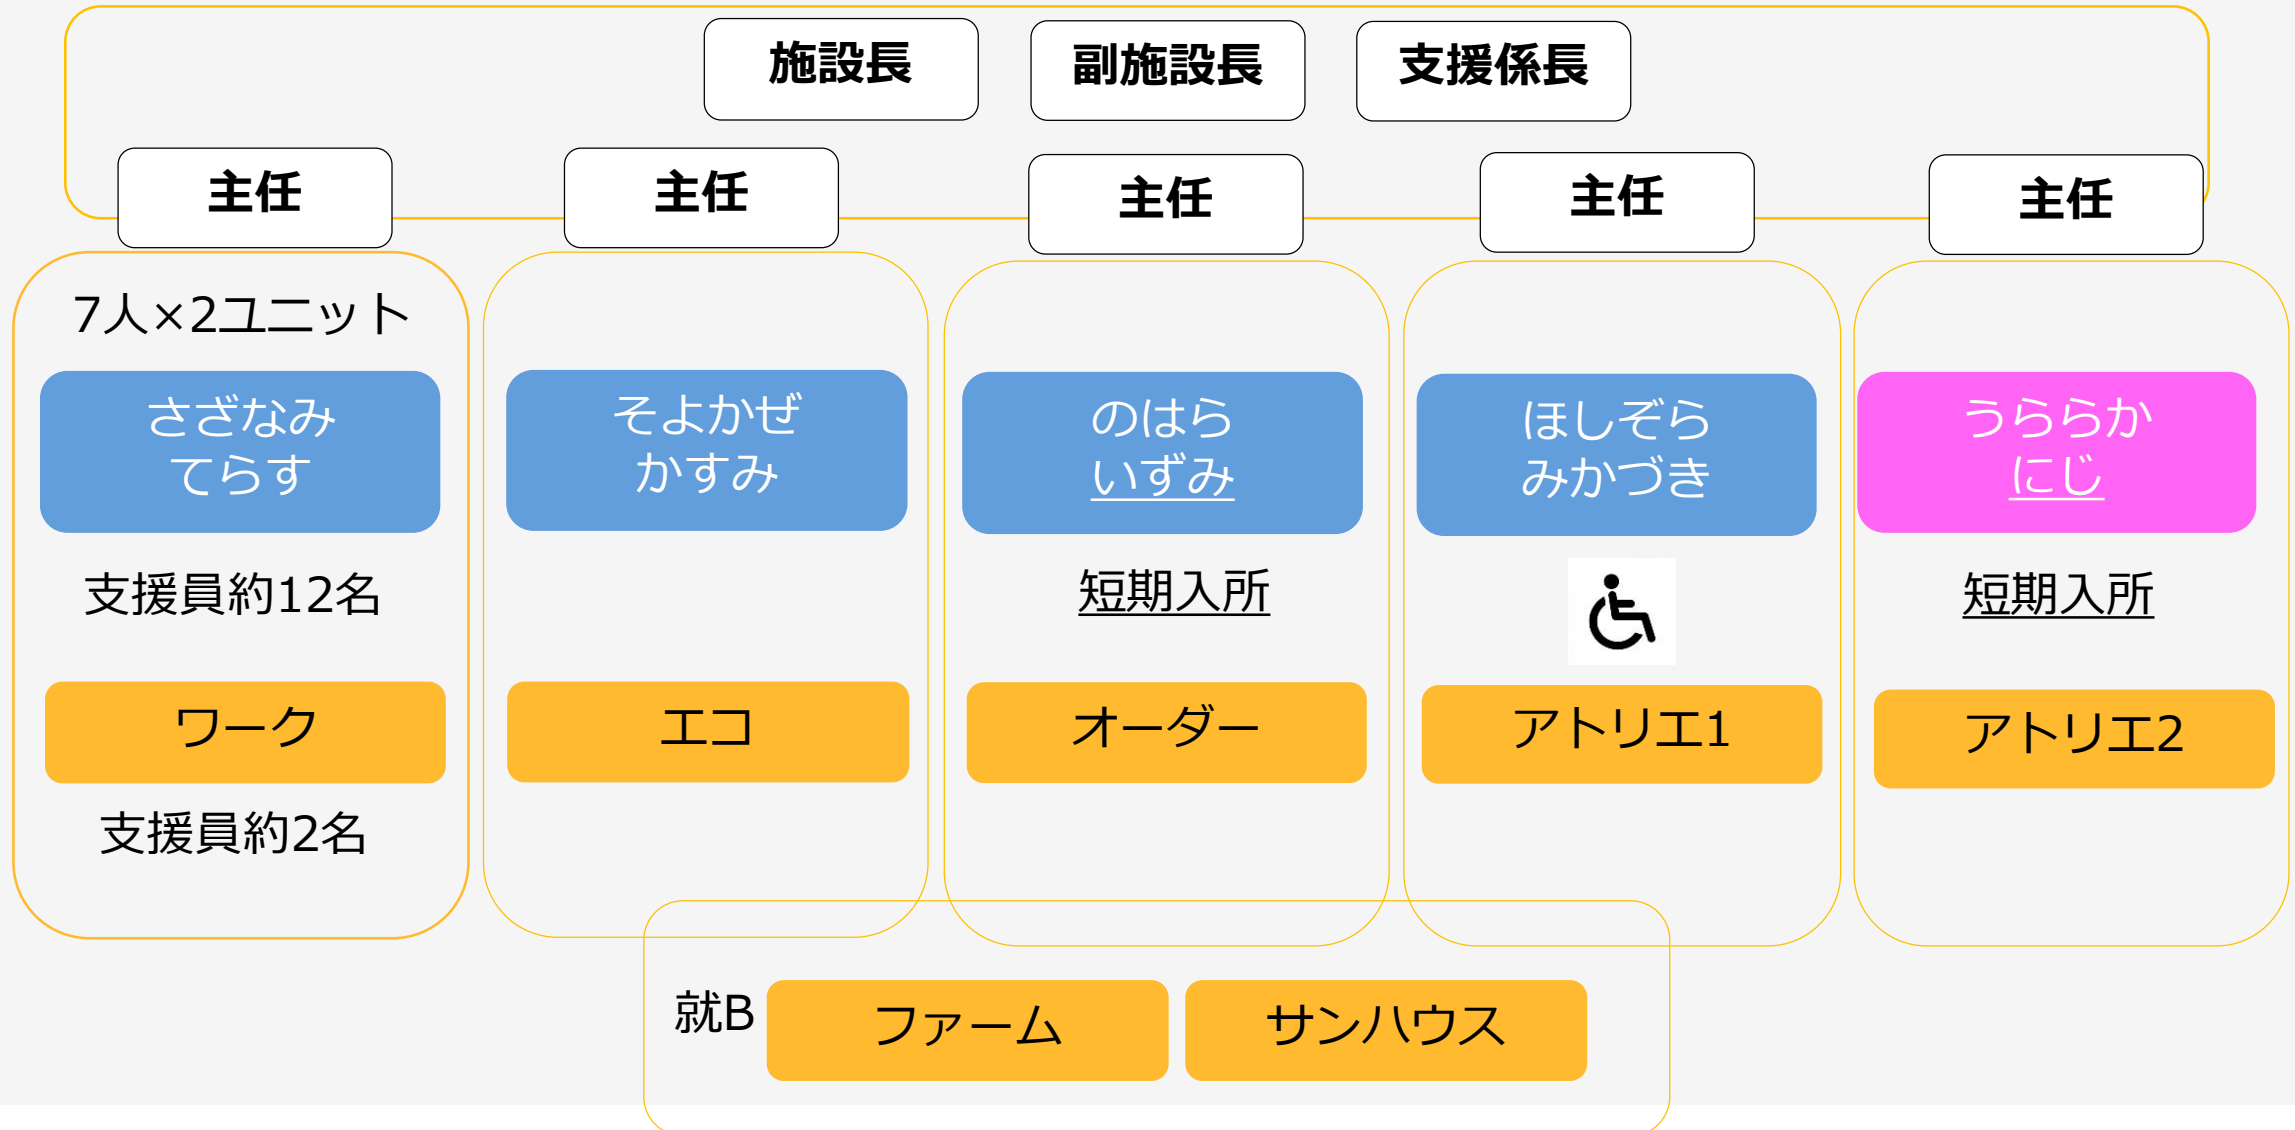 施設長
副施設長
支援係長
主任
主任
主任
主任
主任
7人×2ユニット
さざなみ
てらす
支援員約12名
ワーク
支援員約2名
そよかぜ
かすみ
エコ
のはら
いずみ
短期入所
オーダー
ほしぞら
みかづき
アトリエ1
うららか
にじ
短期入所
アトリエ2
就B
ファーム
サンハウス